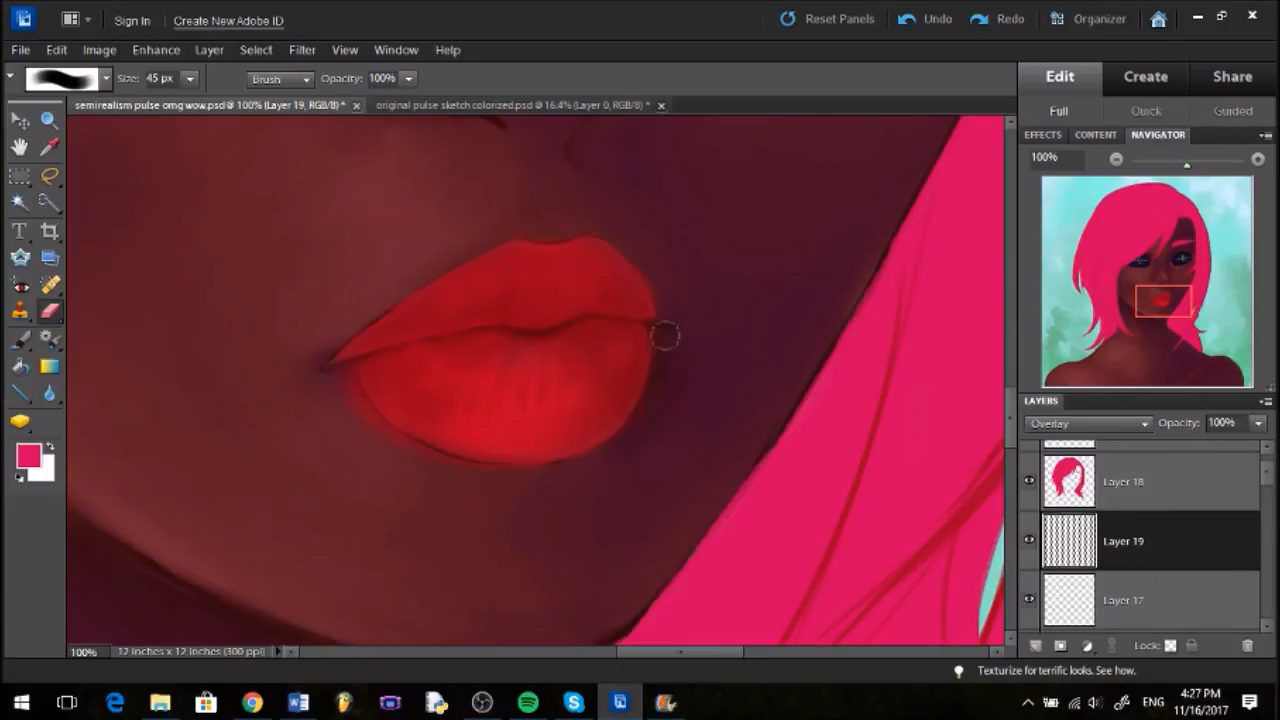 Sign In
Create New Adobe ID
Reset Panels
Undo
Redo
Organizer
File Edit Image Enhance Layer Select Filter View Window Help
Size: 45 px
Brush
Opacity: 100%
Edit
Create
Share
semirealism pulse omg wow.psd @ 100% (Layer 19, RGB/8) *
original pulse sketch colorized.psd @ 16.4% (Layer 0, RGB/8) *
Full
Quick
Guided
EFFECTS
CONTENT
NAVIGATOR
100%
LAYERS
Overlay
Opacity: 100%
Layer 18
Layer 19
Layer 17
Lock:
100%
12 inches x 12 inches (300 ppi)
Texturize for terrific looks. See how.
ENG
4:27 PM
11/16/2017